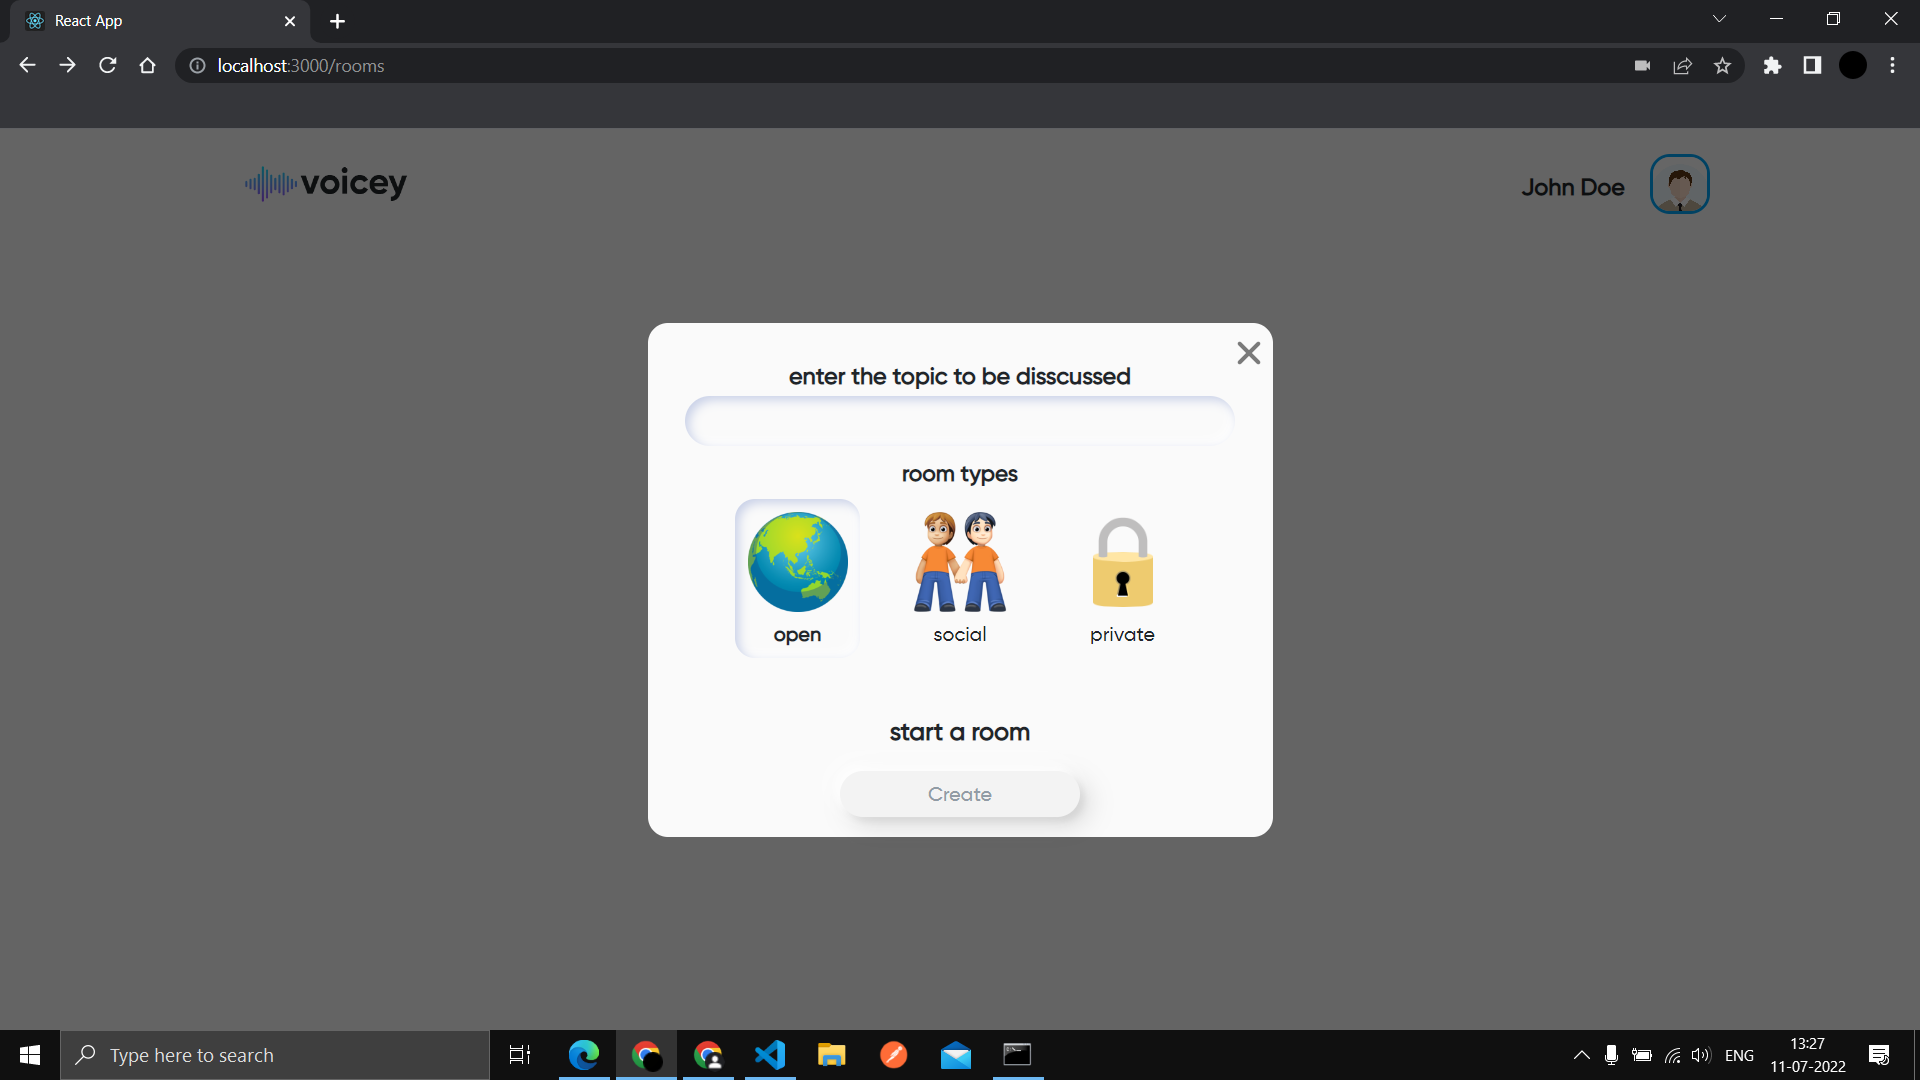 React App
localhost:3000/rooms
voicey
John Doe
enter the topic to be disscussed
room types
open
social
private
start a room
Create
Type here to search
ENG
13:27
11-07-2022